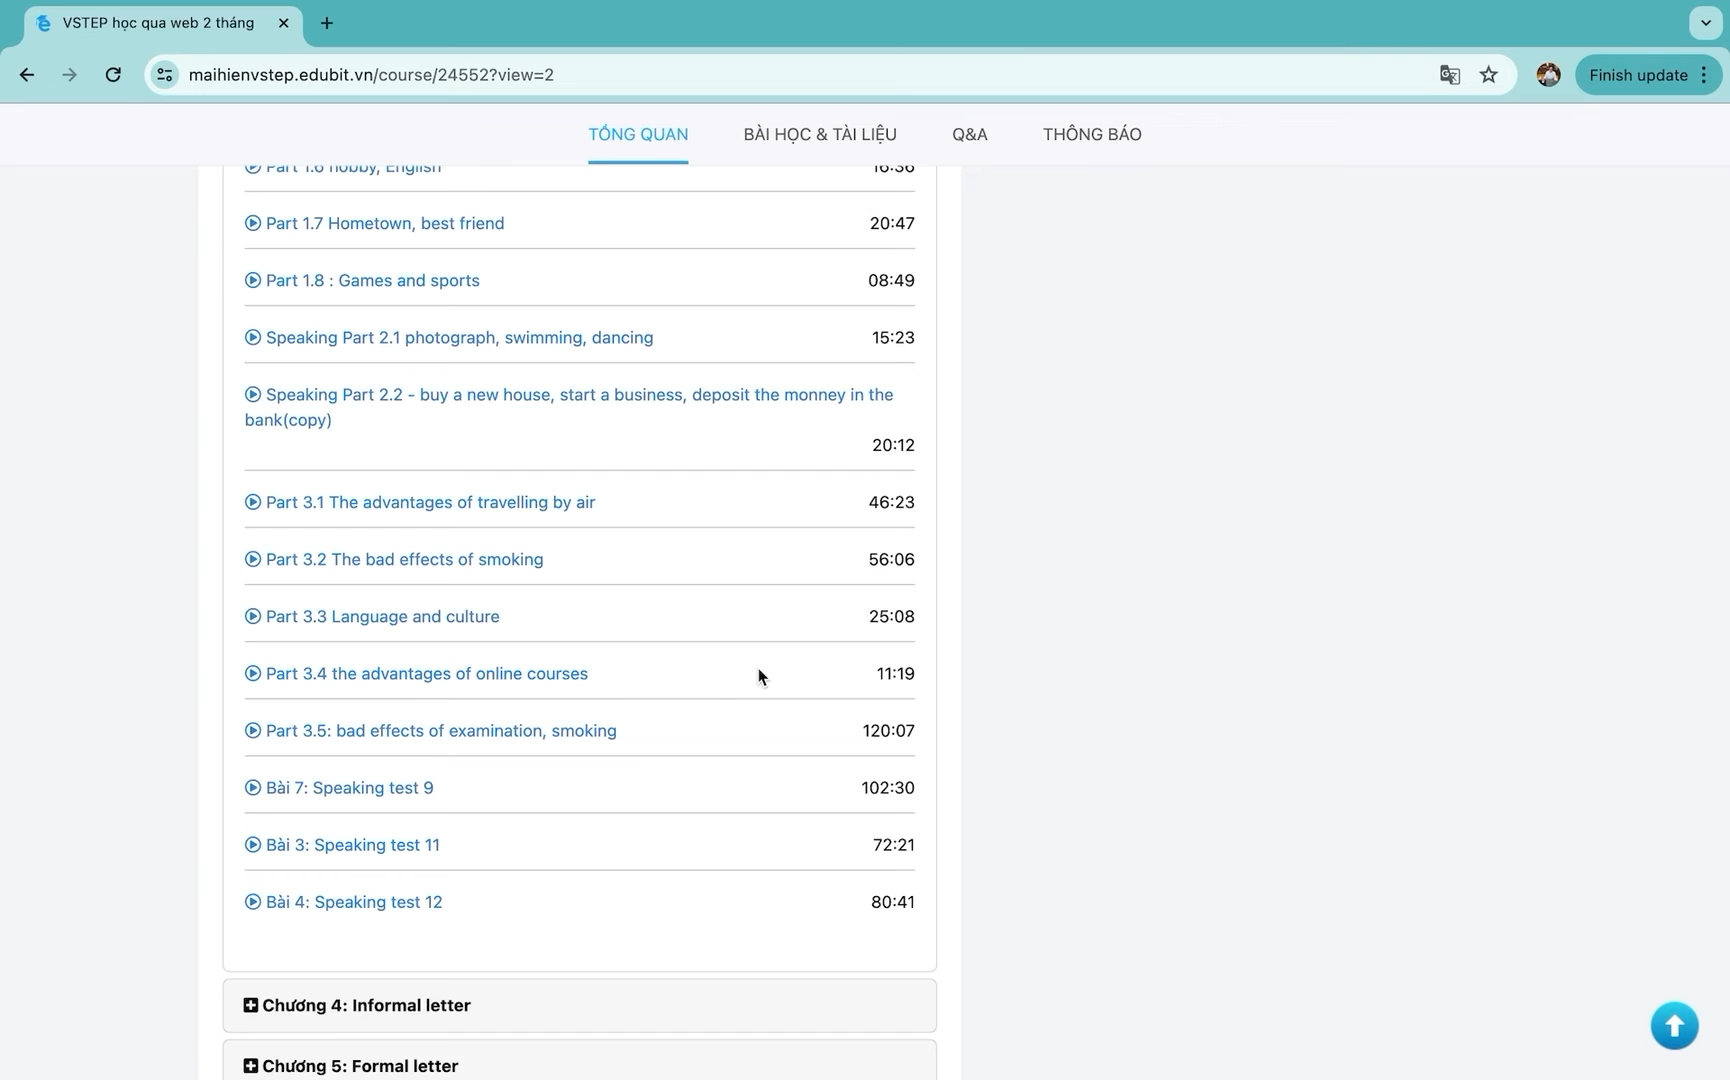 VSTEP học qua web 2 tháng
maihienvstep.edubit.vn/course/24552?view=2
Finish update
TỔNG QUAN
BÀI HỌC & TÀI LIỆU
Q&A
THÔNG BÁO
Part 1.6 hobby, English 16:36
Part 1.7 Hometown, best friend 20:47
Part 1.8 : Games and sports 08:49
Speaking Part 2.1 photograph, swimming, dancing 15:23
Speaking Part 2.2 - buy a new house, start a business, deposit the monney in the
bank(copy)
20:12
Part 3.1 The advantages of travelling by air 46:23
Part 3.2 The bad effects of smoking 56:06
Part 3.3 Language and culture 25:08
Part 3.4 the advantages of online courses 11:19
Part 3.5: bad effects of examination, smoking 120:07
Bài 7: Speaking test 9 102:30
Bài 3: Speaking test 11 72:21
Bài 4: Speaking test 12 80:41
Chương 4: Informal letter
Chương 5: Formal letter